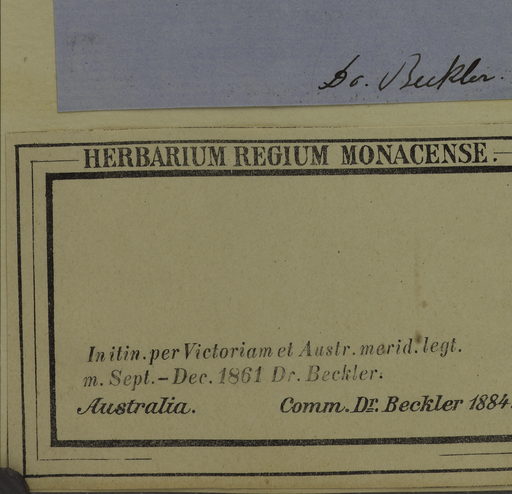 Dr. Beckler.
HERBARIUM REGIUM MONACENSE.
In itin. per Victoriam et Austr. merid. legt.
m. Sept. - Dec. 1861 Dr. Beckler.
Australia. Comm. Dr. Beckler 1884.